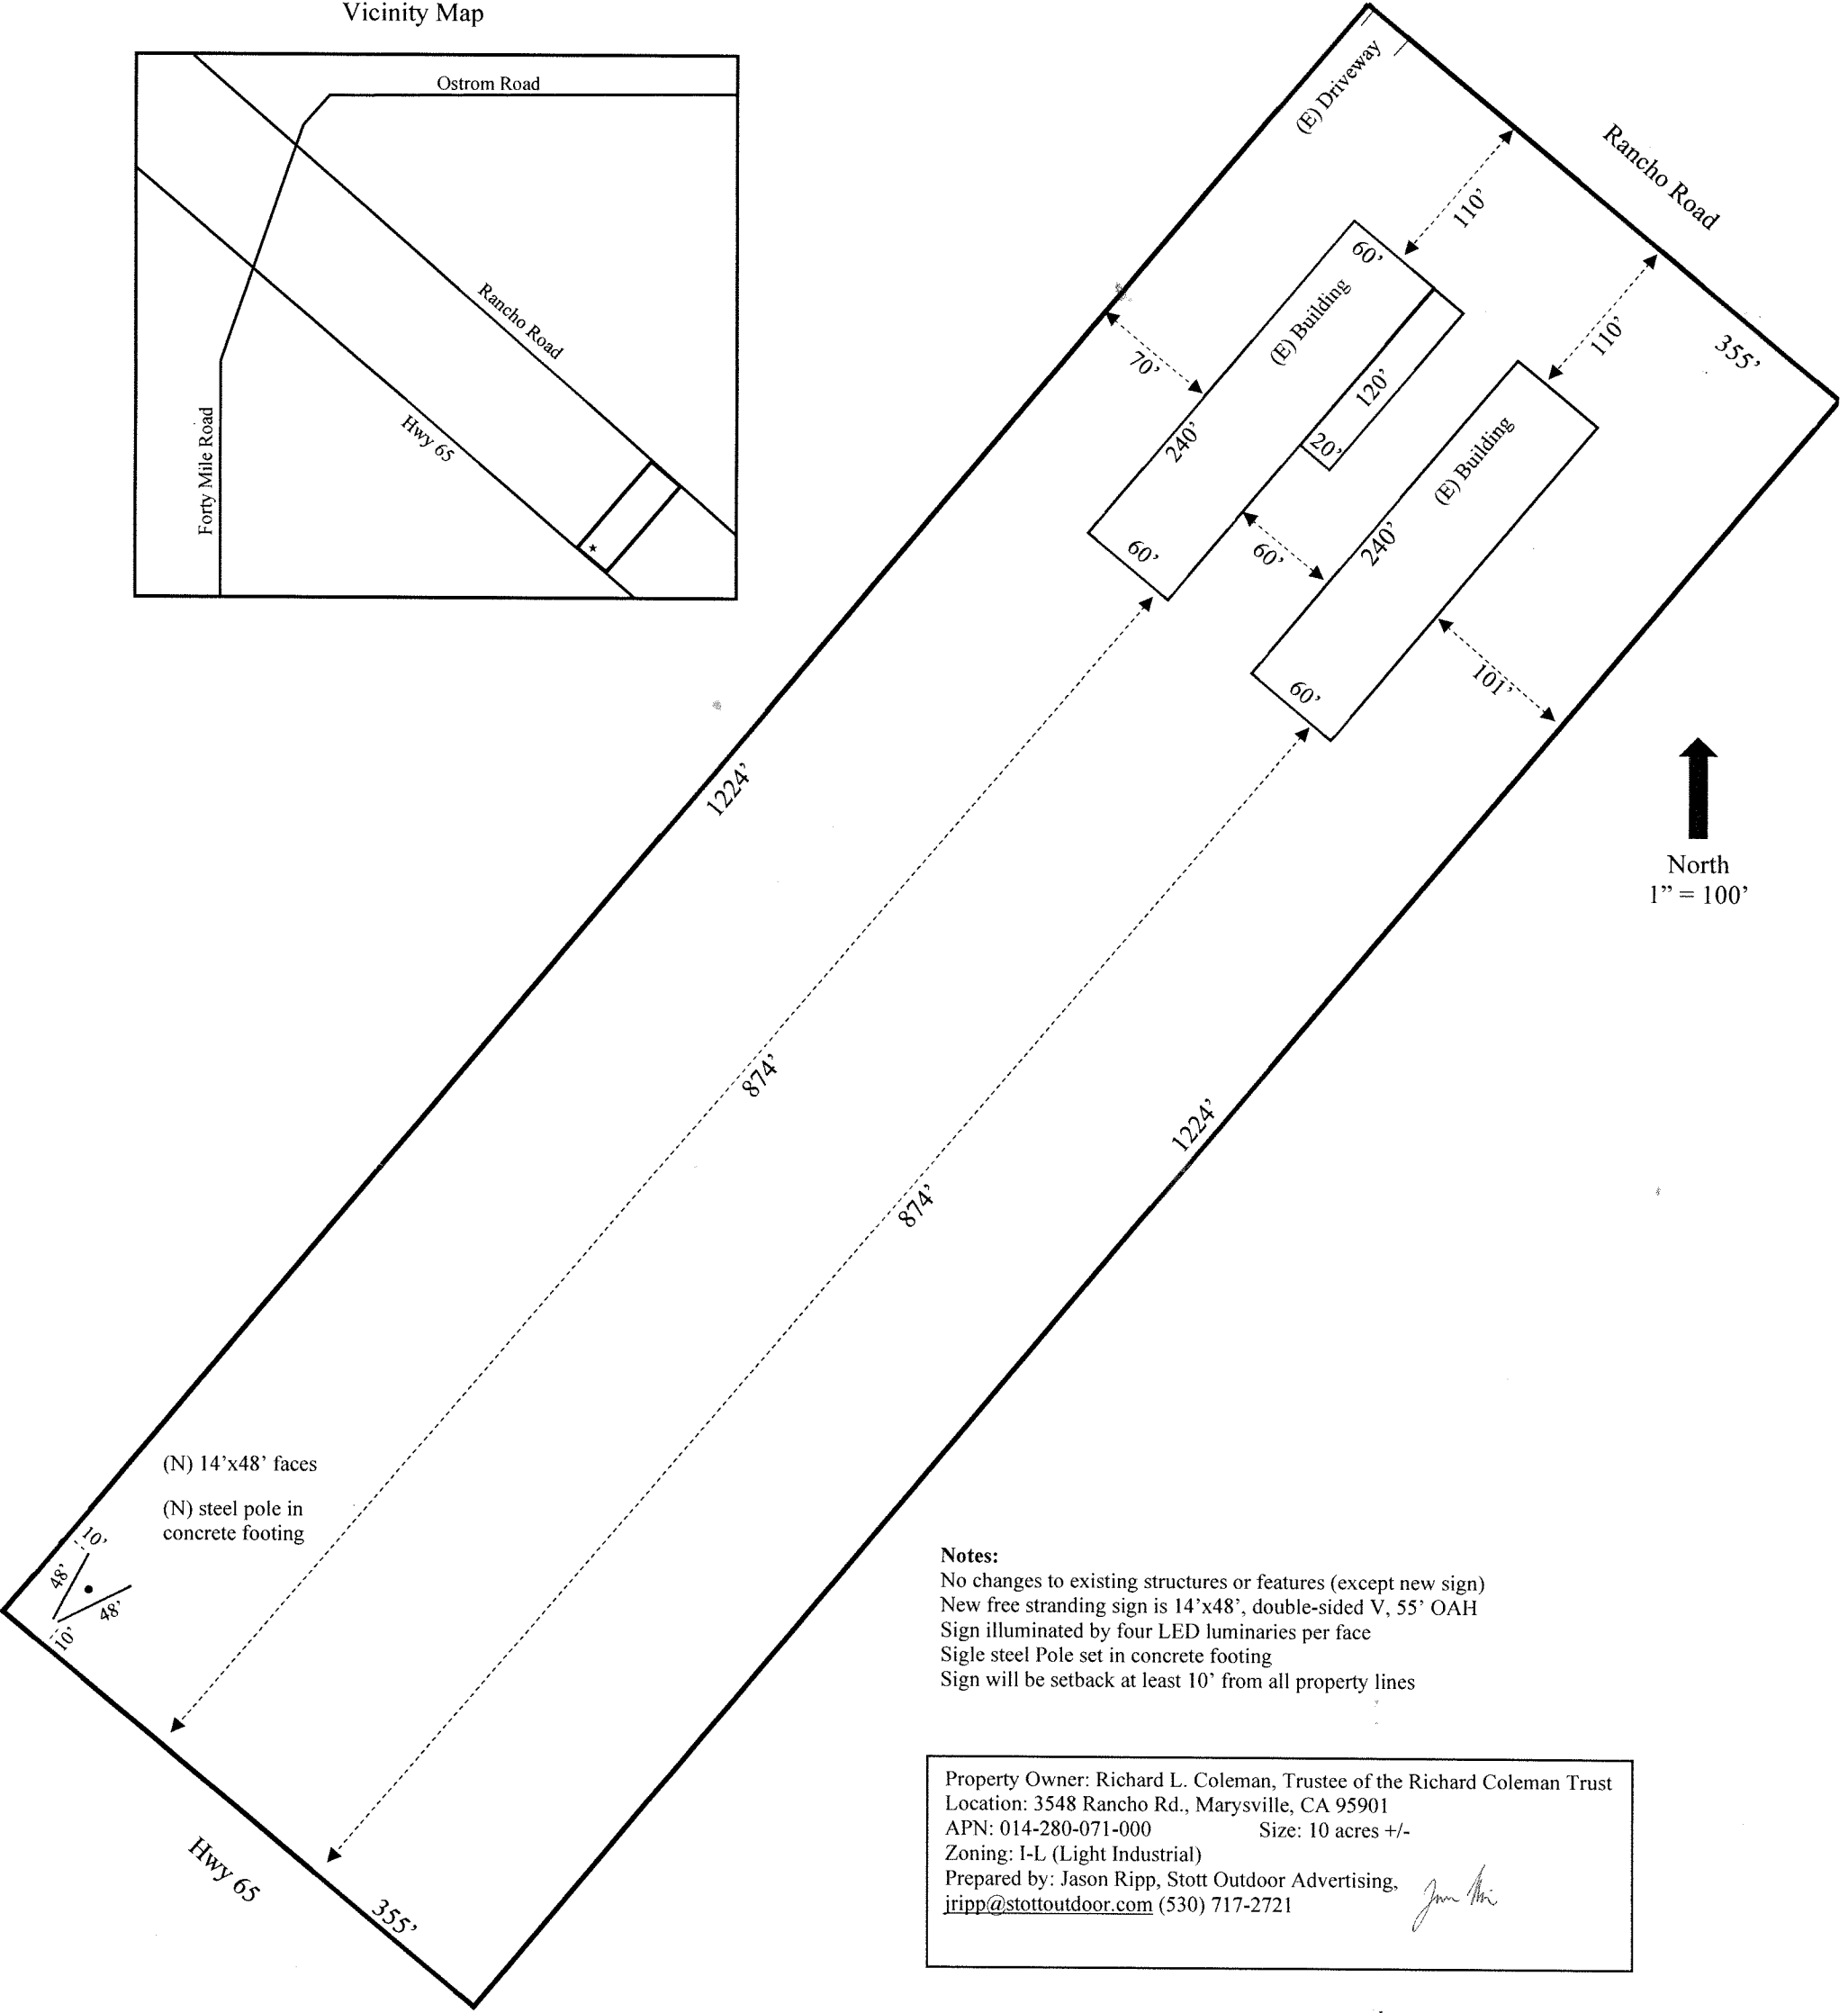 Vicinity Map
Ostrom Road
Rancho Road
Hwy 65
Forty Mile Road
(E) Driveway
Rancho Road
110’
110’
355’
60’
(E) Building
70’
240’
120’
20’
60’
(E) Building
240’
60’
60’
101’
North
1” = 100’
1224’
874’
1224’
874’
(N) 14’x48’ faces
(N) steel pole in
concrete footing
10’
48’
48’
10’
Hwy 65
355’
Notes:
No changes to existing structures or features (except new sign)
New free stranding sign is 14’x48’, double-sided V, 55’ OAH
Sign illuminated by four LED luminaries per face
Sigle steel Pole set in concrete footing
Sign will be setback at least 10’ from all property lines
Property Owner: Richard L. Coleman, Trustee of the Richard Coleman Trust
Location: 3548 Rancho Rd., Marysville, CA 95901
APN: 014-280-071-000 Size: 10 acres +/-
Zoning: I-L (Light Industrial)
Prepared by: Jason Ripp, Stott Outdoor Advertising,
jripp@stottoutdoor.com (530) 717-2721